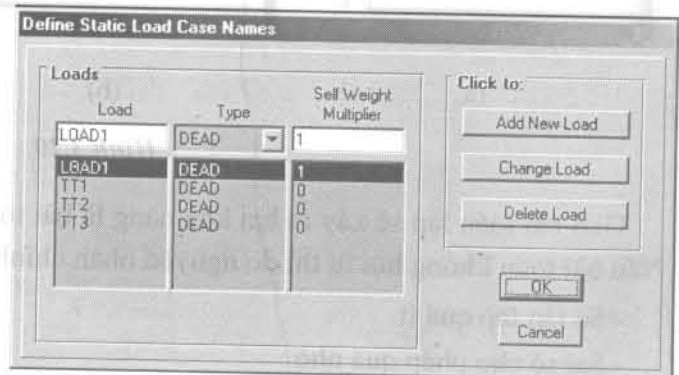 Define Static Load Case Names
Loads
Load
Type
Self Weight
Multiplier
LOAD1
DEAD
1
LOAD1 DEAD 1
TT1 DEAD 0
TT2 DEAD 0
TT3 DEAD 0
Click to:
Add New Load
Change Load
Delete Load
OK
Cancel